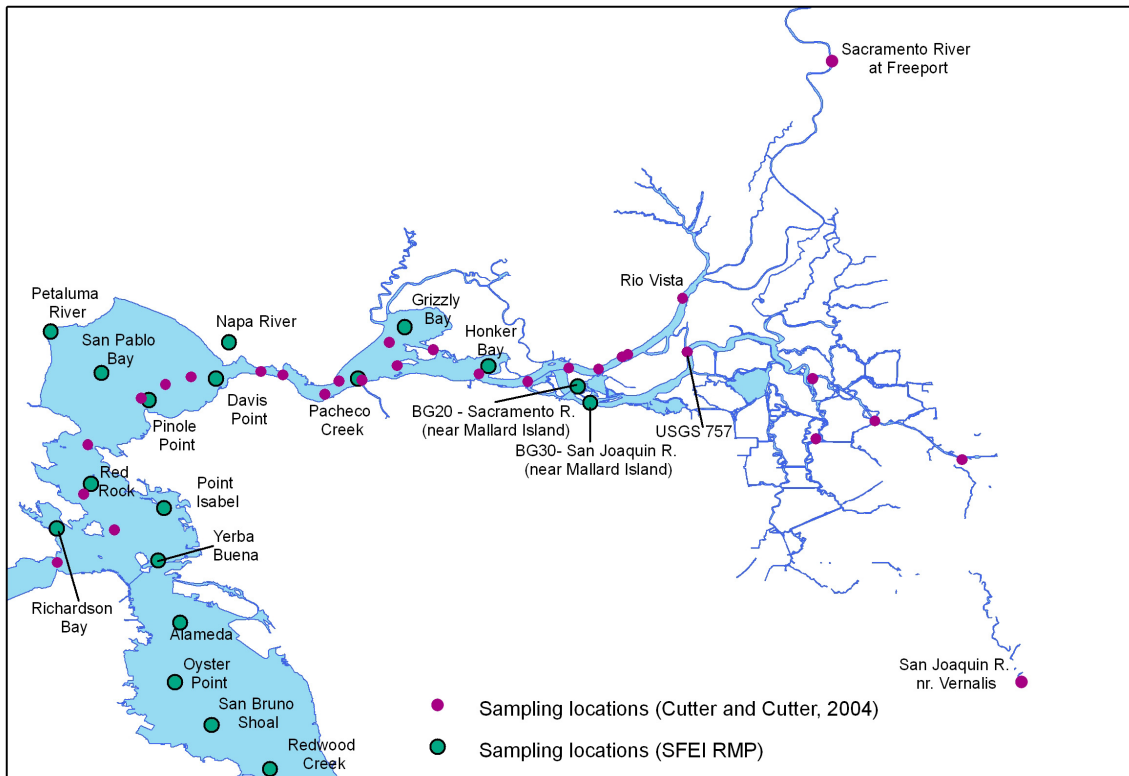 Sacramento River
at Freeport
Rio Vista
Grizzly
Bay
Honker
Bay
Petaluma
River
Napa River
San Pablo
Bay
Davis
Point
Pinole
Point
Pacheco
Creek
BG20 - Sacramento R.
(near Mallard Island)
USGS 757
BG30- San Joaquin R.
(near Mallard Island)
Red
Rock
Point
Isabel
Yerba
Buena
Richardson
Bay
Alameda
Oyster
Point
San Bruno
Shoal
Redwood
Creek
San Joaquin R.
nr. Vernalis
Sampling locations (Cutter and Cutter, 2004)
Sampling locations (SFEI RMP)